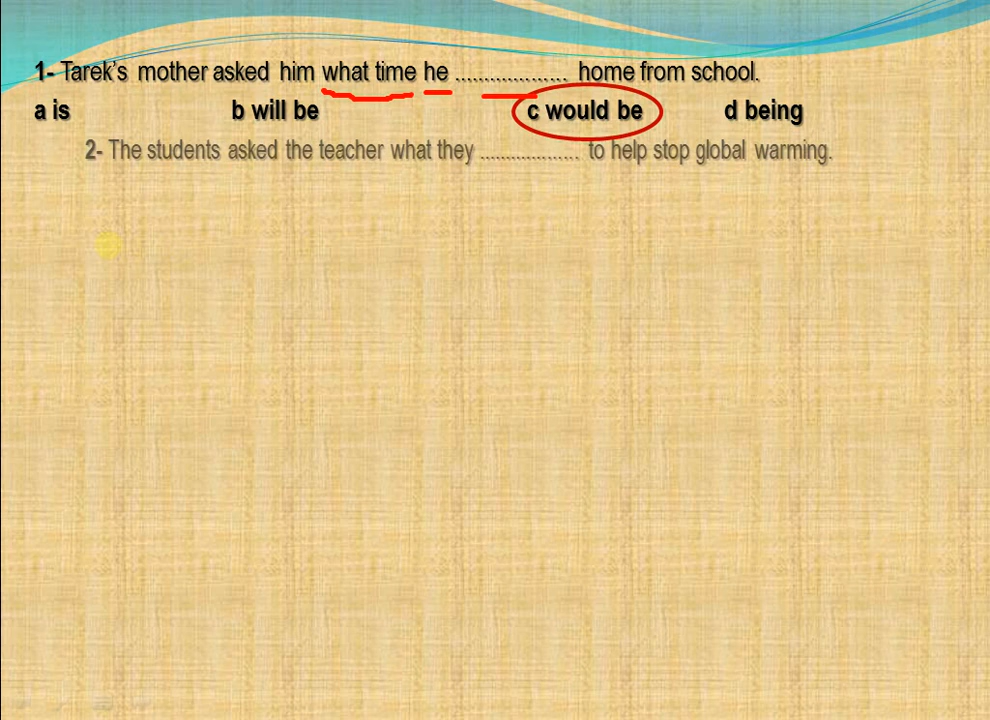 1- Tarek's mother asked him what time he ................... home from school.
a is b will be c would be d being
2- The students asked the teacher what they ................... to help stop global warming.